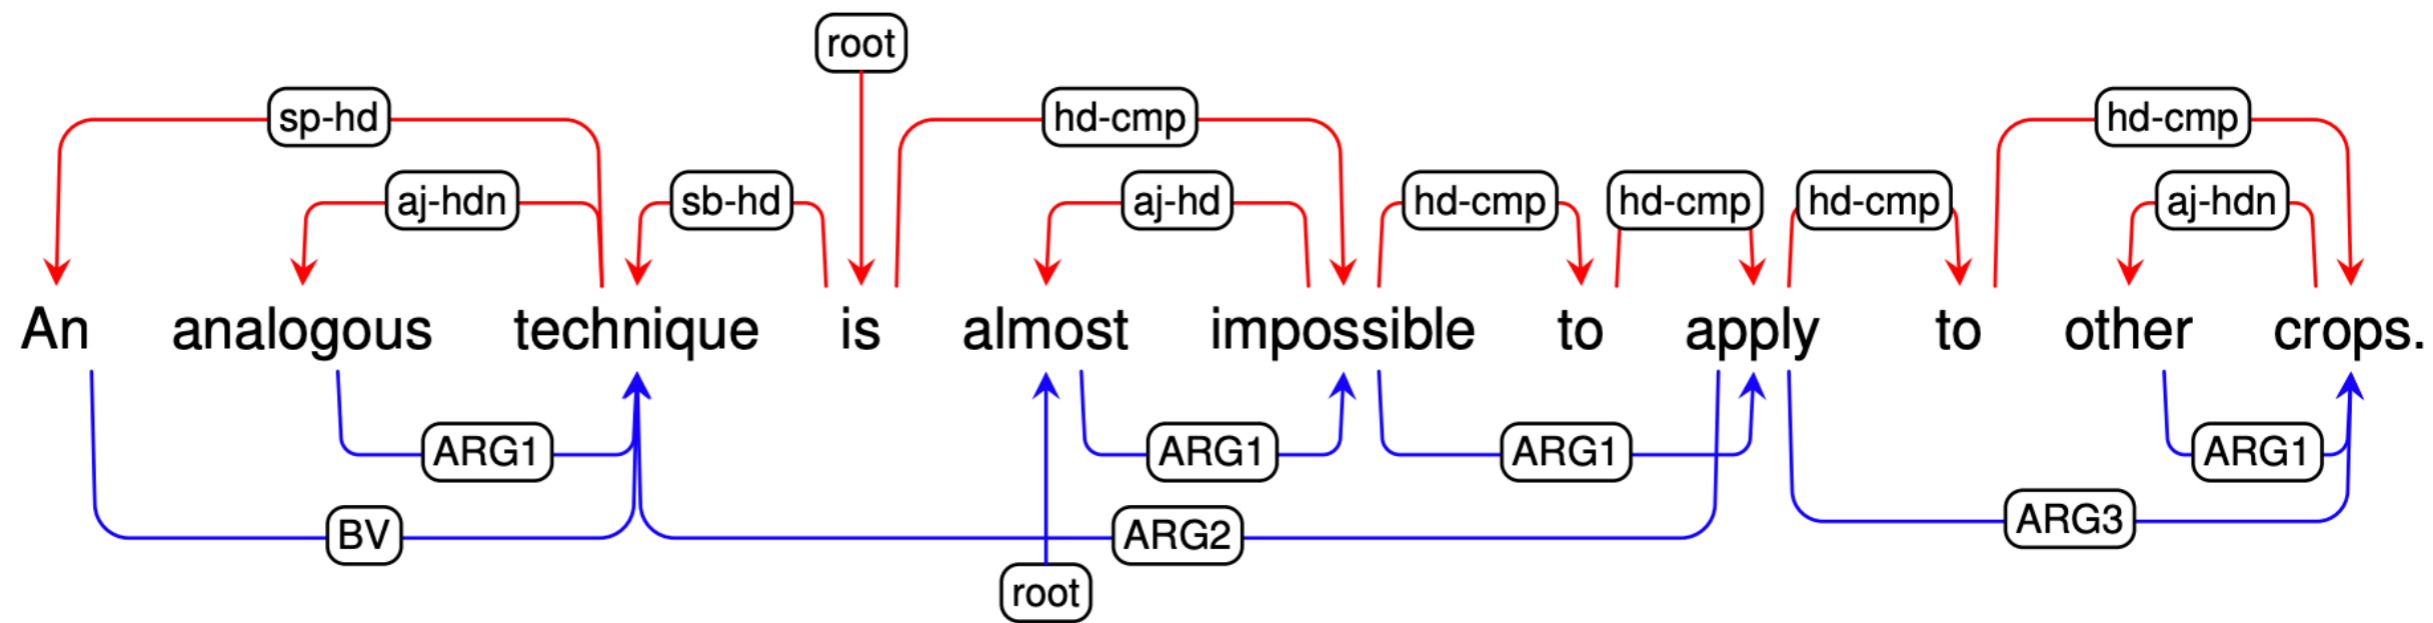 root
sp-hd hd-cmp hd-cmp
aj-hdn sb-hd aj-hd hd-cmp hd-cmp hd-cmp aj-hdn
An analogous technique is almost impossible to apply to other crops.
ARG1 ARG1 ARG1 ARG1
BV ARG2 ARG3
root